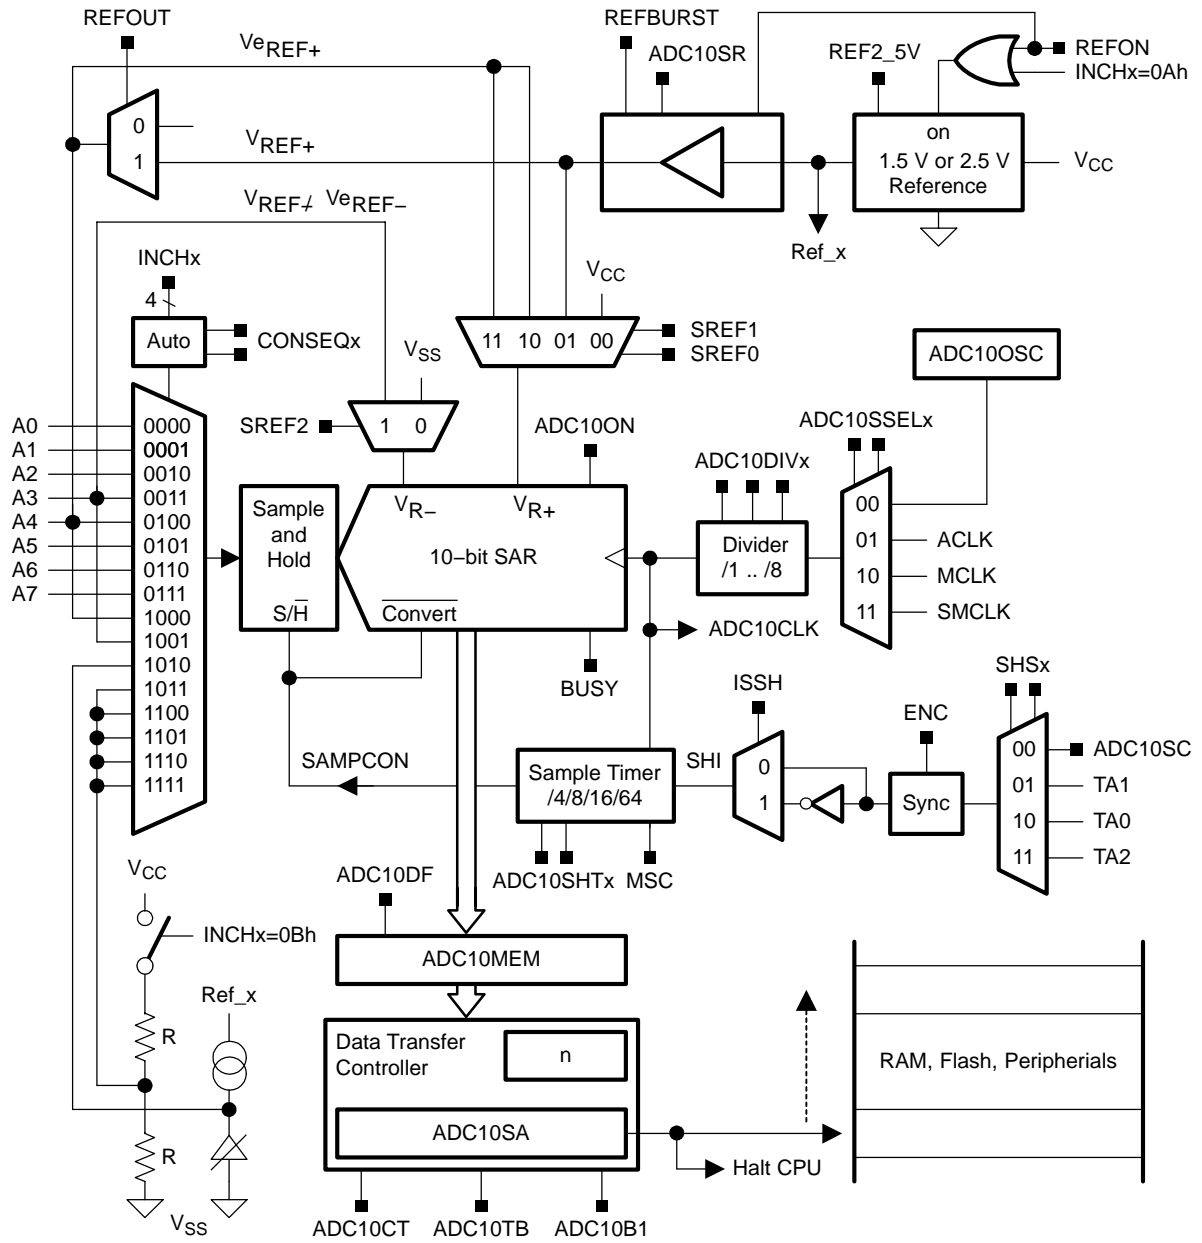 REFOUT
VeREF+
REFBURST
ADC10SR
REF2_5V
REFON
INCHx=0Ah
0
1
VREF+
on
1.5 V or 2.5 V
Reference
VCC
VREF−/ VeREF−
Ref_x
INCHx
4
Auto
CONSEQx
VCC
11 10 01 00
SREF1
SREF0
VSS
ADC10OSC
SREF2
1 0
ADC10ON
ADC10SSELx
ADC10DIVx
A0
A1
A2
A3
A4
A5
A6
A7
0000
0001
0010
0011
0100
0101
0110
0111
1000
1001
1010
1011
1100
1101
1110
1111
Sample
and
Hold
S/H̅
VR−
VR+
10−bit SAR
Convert
Divider
/1 .. /8
00
01
10
11
ACLK
MCLK
SMCLK
ADC10CLK
BUSY
ISSH
ENC
SHSx
SAMPCON
Sample Timer
/4/8/16/64
SHI
0
1
Sync
00
01
10
11
ADC10SC
TA1
TA0
TA2
ADC10SHTx
MSC
VCC
INCHx=0Bh
ADC10DF
ADC10MEM
Ref_x
R
R
VSS
Data Transfer
Controller
n
ADC10SA
RAM, Flash, Peripherials
Halt CPU
ADC10CT
ADC10TB
ADC10B1